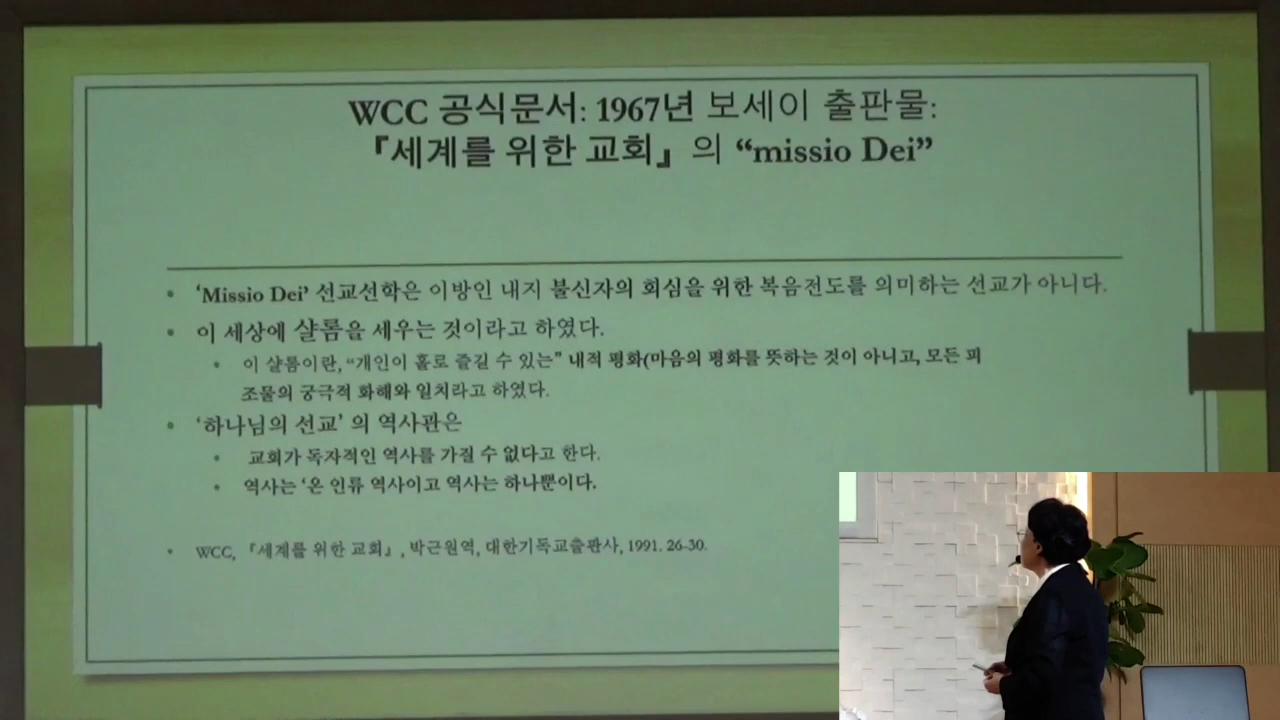 WCC 공식문서: 1967년 보세이 출판물:
『세계를 위한 교회』의 “missio Dei”
• ‘Missio Dei’ 선교선학은 이방인 내지 불신자의 회심을 위한 복음전도를 의미하는 선교가 아니다.
• 이 세상에 샬롬을 세우는 것이라고 하였다.
• 이 샬롬이란, “개인이 홀로 즐길 수 있는” 내적 평화(마음의 평화를 뜻하는 것이 아니고, 모든 피
조물의 궁극적 화해와 일치라고 하였다.
• ‘하나님의 선교’ 의 역사관은
• 교회가 독자적인 역사를 가질 수 없다고 한다.
• 역사는 ‘온 인류 역사이고 역사는 하나뿐이다.
• WCC, 『세계를 위한 교회』, 박근원역, 대한기독교출판사, 1991. 26-30.